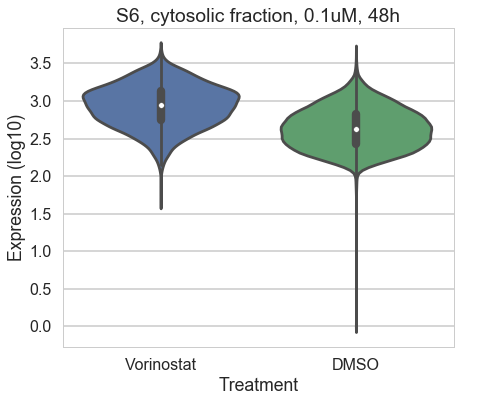 S6, cytosolic fraction, 0.1uM, 48h
Expression (log10)
3.5
3.0
2.5
2.0
1.5
1.0
0.5
0.0
Vorinostat
DMSO
Treatment